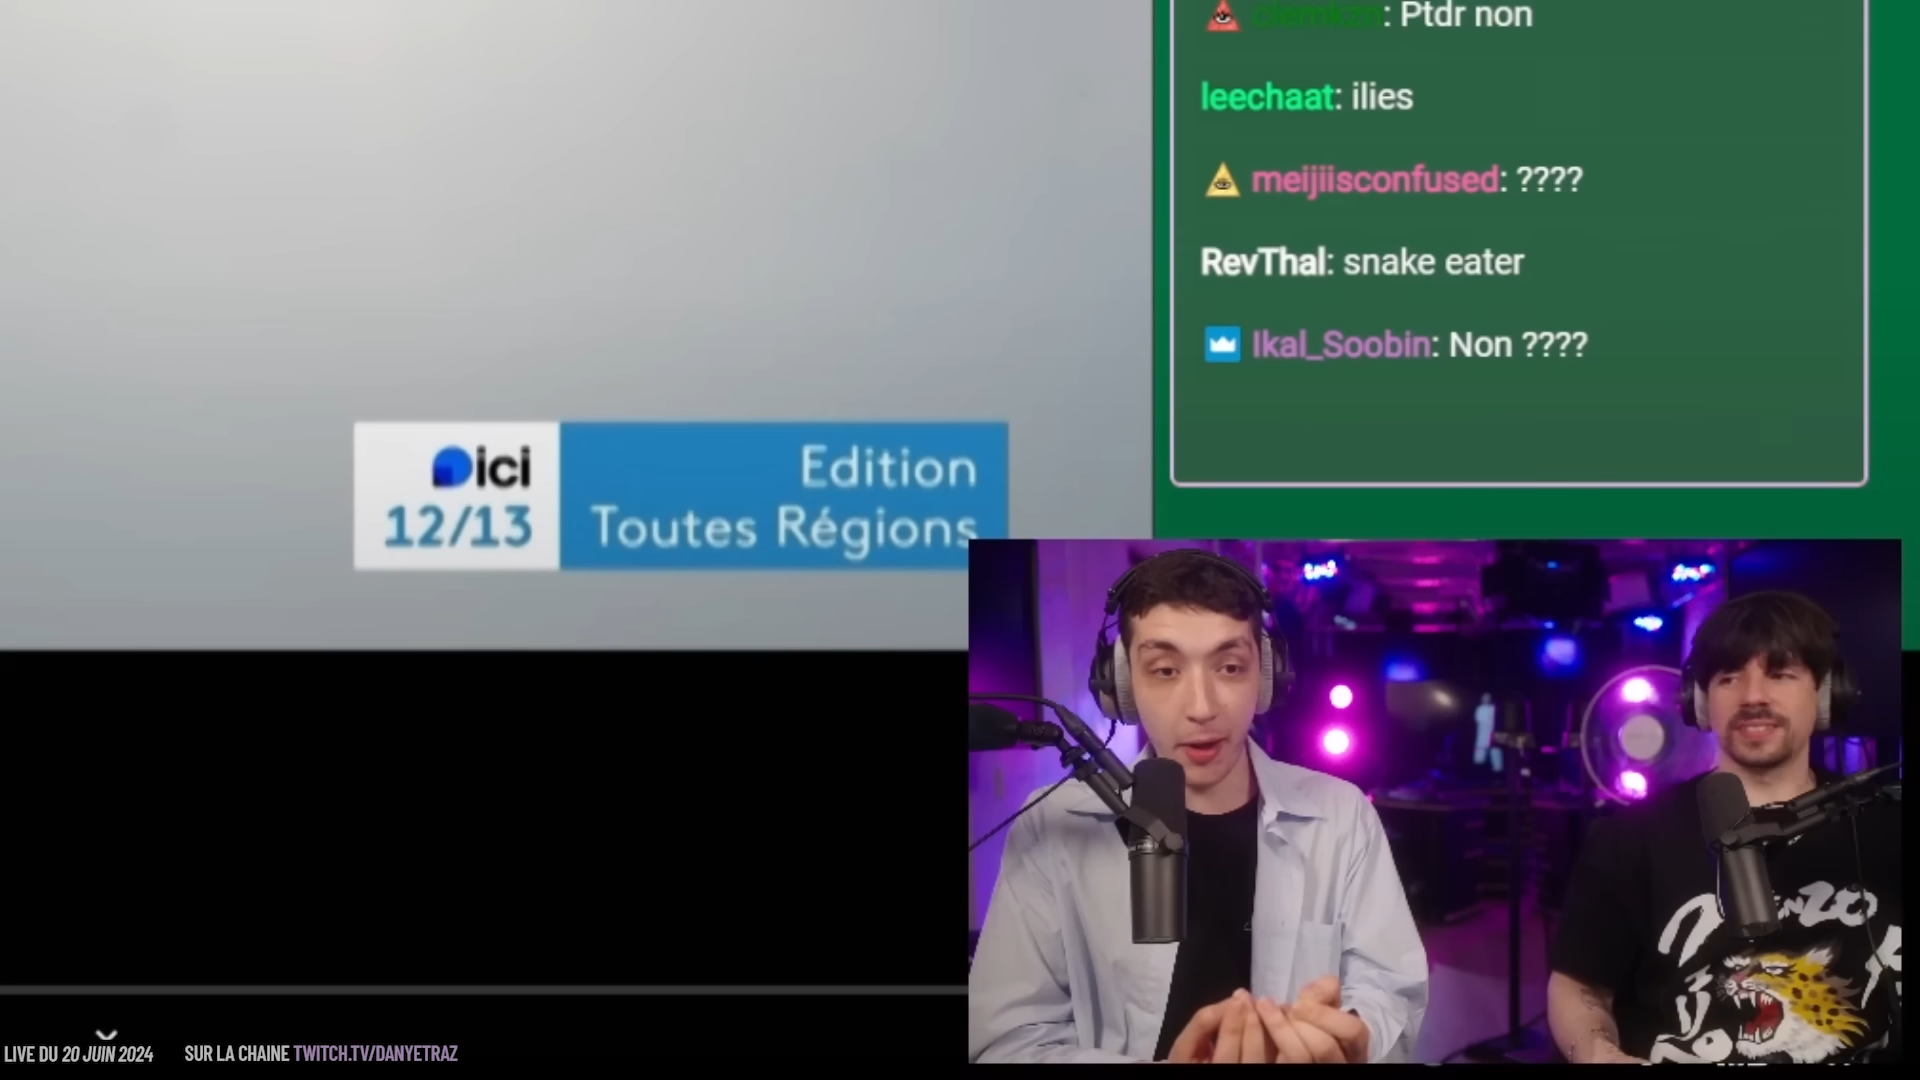 : Ptdr non
leechaat: ilies
meijiisconfused: ????
RevThal: snake eater
Ikal_Soobin: Non ????
ici
12/13
Edition
Toutes Régions
LIVE DU 20 JUIN 2024
SUR LA CHAINE TWITCH.TV/DANYETRAZ